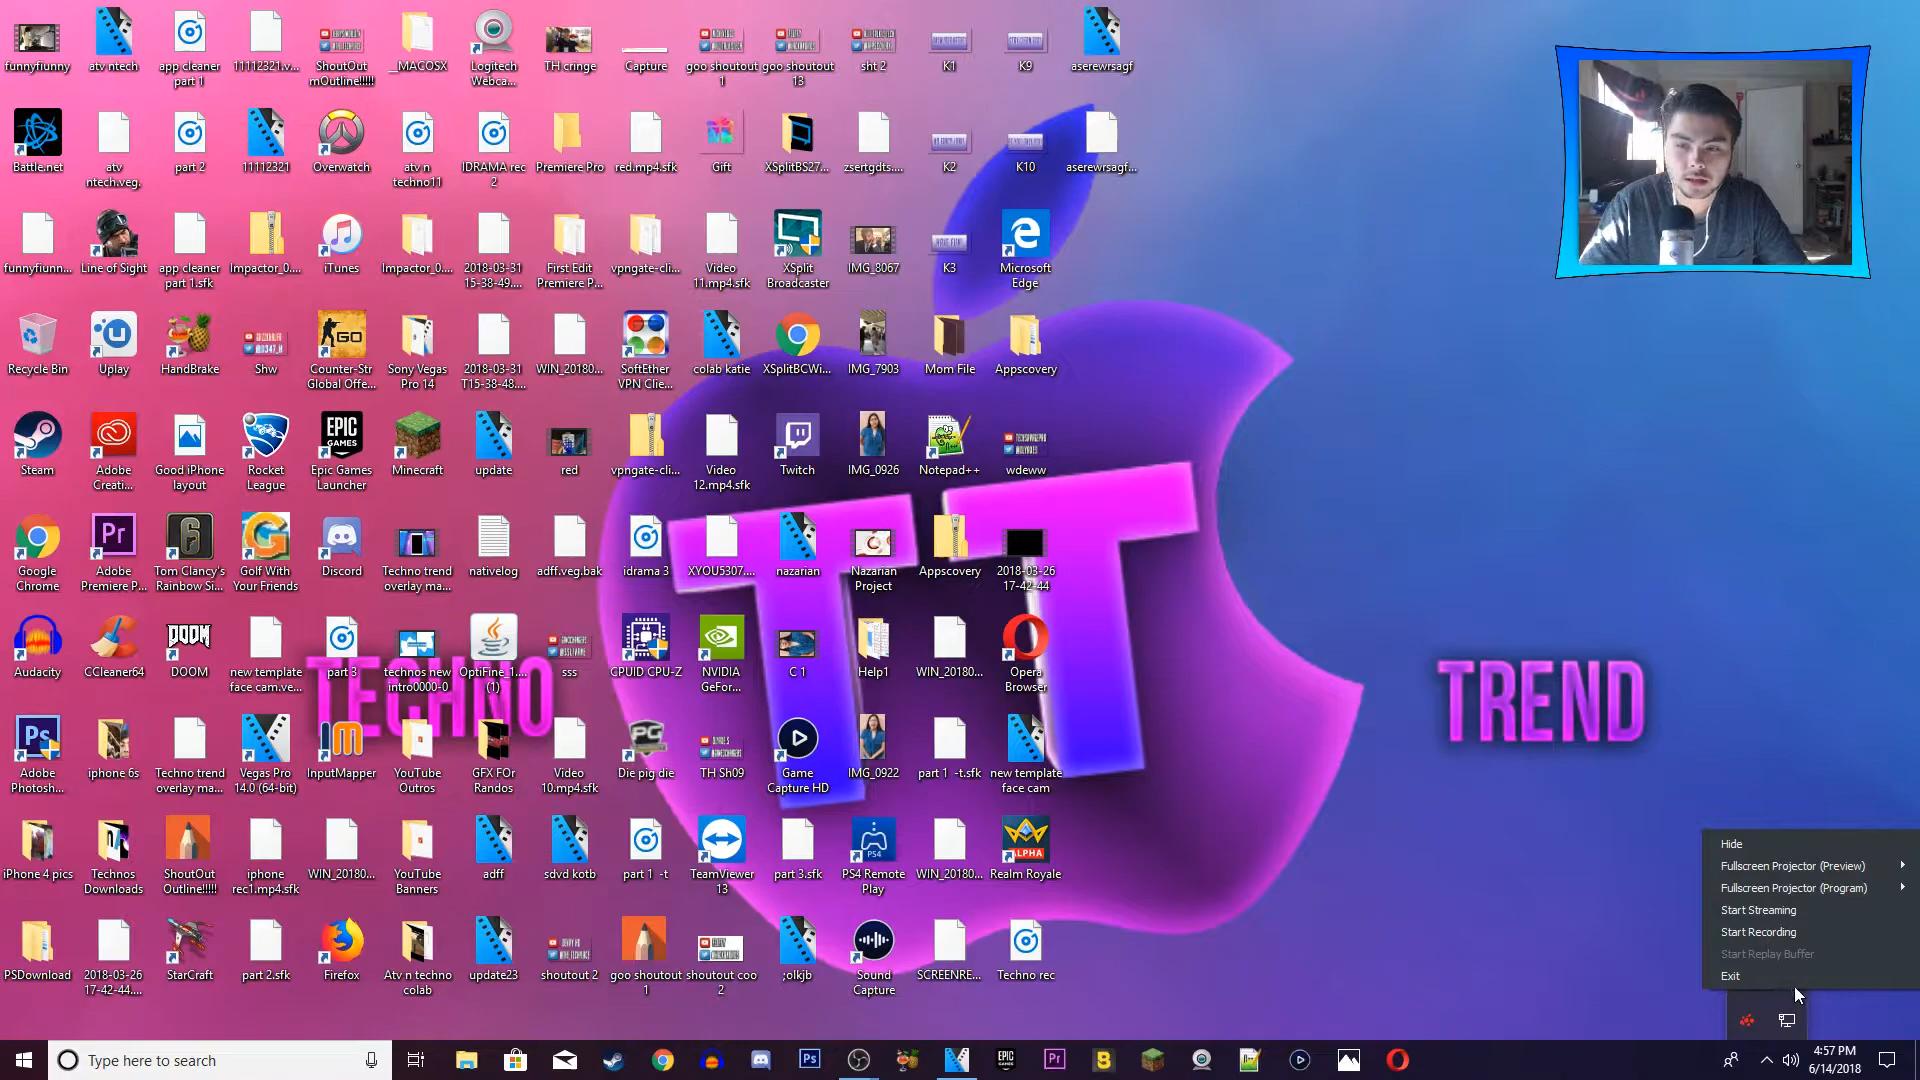 funnyfiunny
atv ntech
app cleaner
part 1
11112321.v...
ShoutOut
mOutline!!!!!
__MACOSX
Logitech
Webca...
TH cringe
Capture
goo shoutout
1
goo shoutout
13
sht 2
K1
K9
aserewrsagf
Battle.net
atv
ntech.veg.
part 2
11112321
Overwatch
atv n
techno11
IDRAMA rec
2
Premiere Pro
red.mp4.sfk
Gift
XSplitBS27...
zsertgdts....
K2
K10
aserewrsagf...
funnyfiunn...
Line of Sight
app cleaner
part 1.sfk
Impactor_0....
iTunes
Impactor_0....
2018-03-31
15-38-49....
First Edit
Premiere P...
vpngate-cli...
Video
11.mp4.sfk
XSplit
Broadcaster
IMG_8067
K3
Microsoft
Edge
Recycle Bin
Uplay
HandBrake
Shw
GO
Counter-Str
Global Offe...
Sony Vegas
Pro 14
2018-03-31
T15-38-48....
WIN_20180...
SoftEther
VPN Clie...
colab katie
XSplitBCWi...
IMG_7903
Mom File
Appscovery
Steam
Adobe
Creati...
Good iPhone
layout
Rocket
League
EPIC
GAMES
Epic Games
Launcher
Minecraft
update
red
vpngate-cli...
Video
12.mp4.sfk
Twitch
IMG_0926
Notepad++
wdeww
Google
Chrome
Pr
Adobe
Premiere P...
6
Tom Clancy's
Rainbow Si...
Golf With
Your Friends
Discord
Techno trend
overlay ma...
nativelog
adff.veg.bak
idrama 3
XYOU5307....
nazarian
Nazarian
Project
Appscovery
2018-03-26
17-42-44
Audacity
CCleaner64
DOOM
DOOM
new template
face cam.ve...
part 3
technos new
intro0000-0
OptiFine_1....
(1)
sss
CPUID CPU-Z
NVIDIA
GeFor...
C 1
Help1
WIN_20180...
Opera
Browser
TECHNO
TT
TREND
Ps
Adobe
Photosh...
iphone 6s
Techno trend
overlay ma...
Vegas Pro
14.0 (64-bit)
IM
InputMapper
YouTube
Outros
GFX FOr
Randos
Video
10.mp4.sfk
PG
Die pig die
TH Sh09
Game
Capture HD
IMG_0922
part 1 -t.sfk
new template
face cam
iPhone 4 pics
Technos
Downloads
ShoutOut
Outline!!!!!
iphone
rec1.mp4.sfk
WIN_20180...
YouTube
Banners
adff
sdvd kotb
part 1 -t
TeamViewer
13
part 3.sfk
PS4
PS4 Remote
Play
WIN_20180...
ALPHA
Realm Royale
PSDownload
2018-03-26
17-42-44....
StarCraft
part 2.sfk
Firefox
Atv n techno
colab
update23
shoutout 2
goo shoutout
1
shoutout coo
2
;olkjb
Sound
Capture
SCREENRE...
Techno rec
Hide
Fullscreen Projector (Preview)
Fullscreen Projector (Program)
Start Streaming
Start Recording
Start Replay Buffer
Exit
Type here to search
Ps
EPIC
GAMES
Pr
B
4:57 PM
6/14/2018